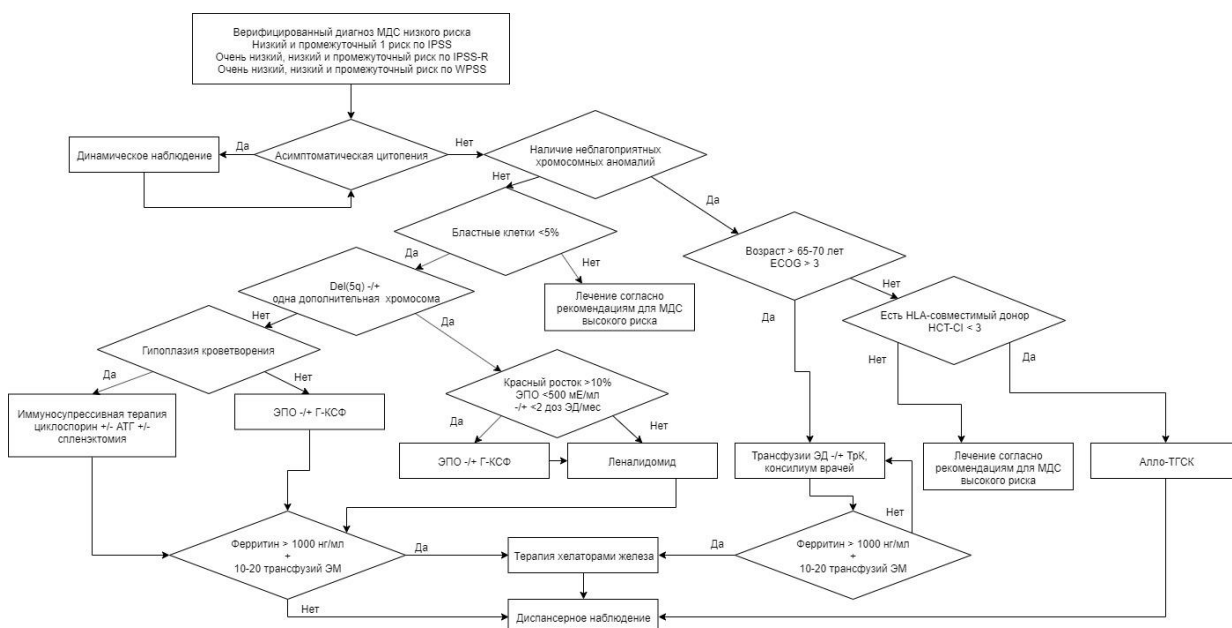 Верифицированный диагноз МДС низкого риска
Низкий и промежуточный 1 риск по IPSS
Очень низкий, низкий и промежуточный риск по IPSS-R
Очень низкий, низкий и промежуточный риск по WPSS
Динамическое наблюдение
Да
Асимптоматическая цитопения
Нет
Наличие неблагоприятных
хромосомных аномалий
Нет
Да
Бластные клетки <5%
Да
Нет
Возраст > 65-70 лет
ECOG > 3
Да
Нет
Del(5q) -/+
одна дополнительная хромосома
Нет
Да
Лечение согласно
рекомендациям для МДС
высокого риска
Есть HLA-совместимый донор
HCT-CI < 3
Нет
Да
Гипоплазия кроветворения
Да
Нет
Красный росток >10%
ЭПО <500 мЕ/мл
-/+ <2 доз ЭД/мес
Да
Нет
Иммуносупрессивная терапия
циклоспорин +/- АТГ +/-
спленэктомия
ЭПО -/+ Г-КСФ
ЭПО -/+ Г-КСФ
Леналидомид
Трансфузии ЭД -/+ ТрК,
консилиум врачей
Лечение согласно
рекомендациям для МДС
высокого риска
Алло-ТГСК
Ферритин > 1000 нг/мл
+
10-20 трансфузий ЭМ
Да
Нет
Терапия хелаторами железа
Да
Ферритин > 1000 нг/мл
+
10-20 трансфузий ЭМ
Нет
Диспансерное наблюдение